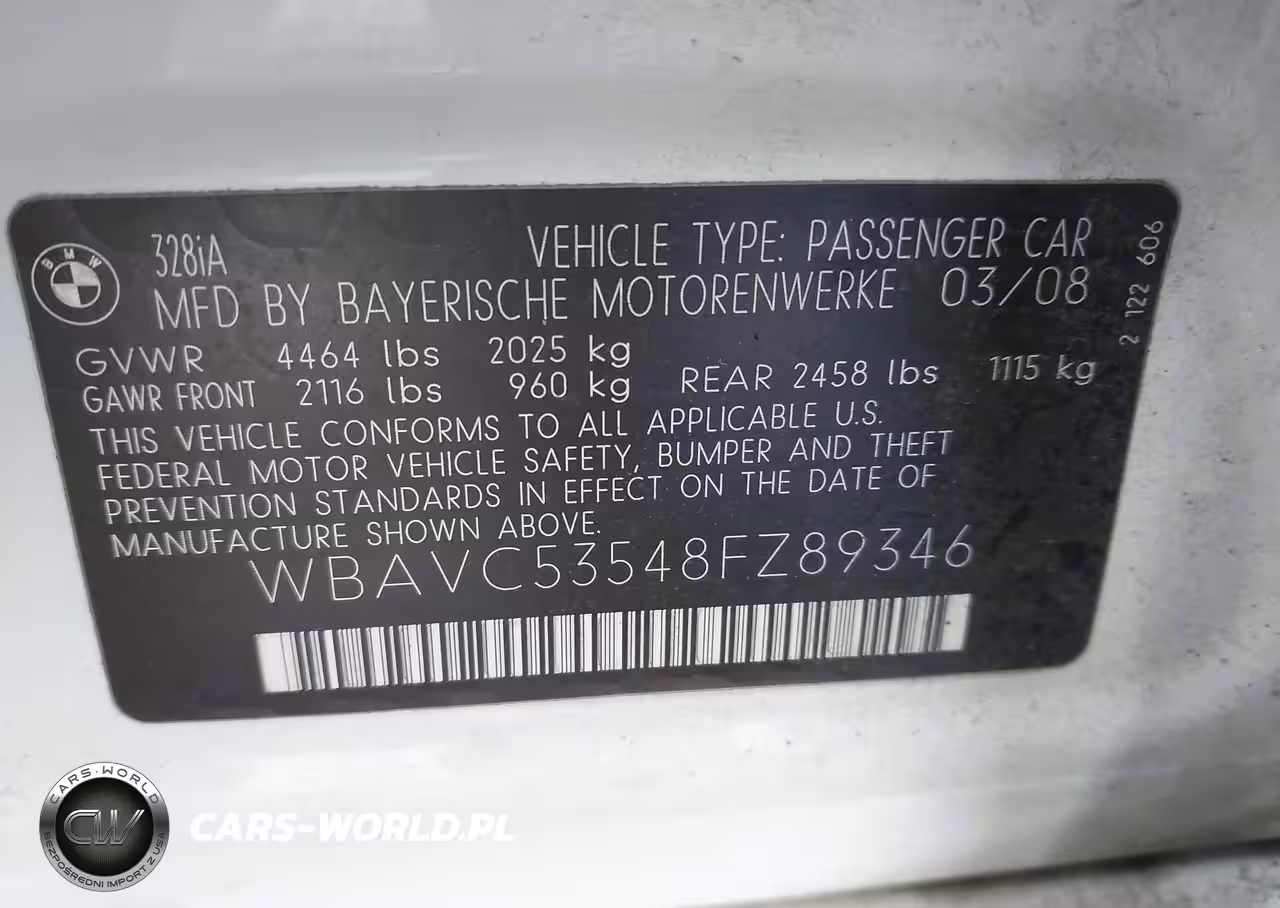 BMW
328iA
VEHICLE TYPE: PASSENGER CAR
MFD BY BAYERISCHE MOTORENWERKE 03/08
GVWR 4464 lbs 2025 kg
GAWR FRONT 2116 lbs 960 kg REAR 2458 lbs 1115 kg
THIS VEHICLE CONFORMS TO ALL APPLICABLE U.S.
FEDERAL MOTOR VEHICLE SAFETY, BUMPER AND THEFT
PREVENTION STANDARDS IN EFFECT ON THE DATE OF
MANUFACTURE SHOWN ABOVE.
WBAVC53548FZ89346
2 122 606
CARS-WORLD
CW
BEZPOŚREDNI IMPORT Z USA
CARS-WORLD.PL